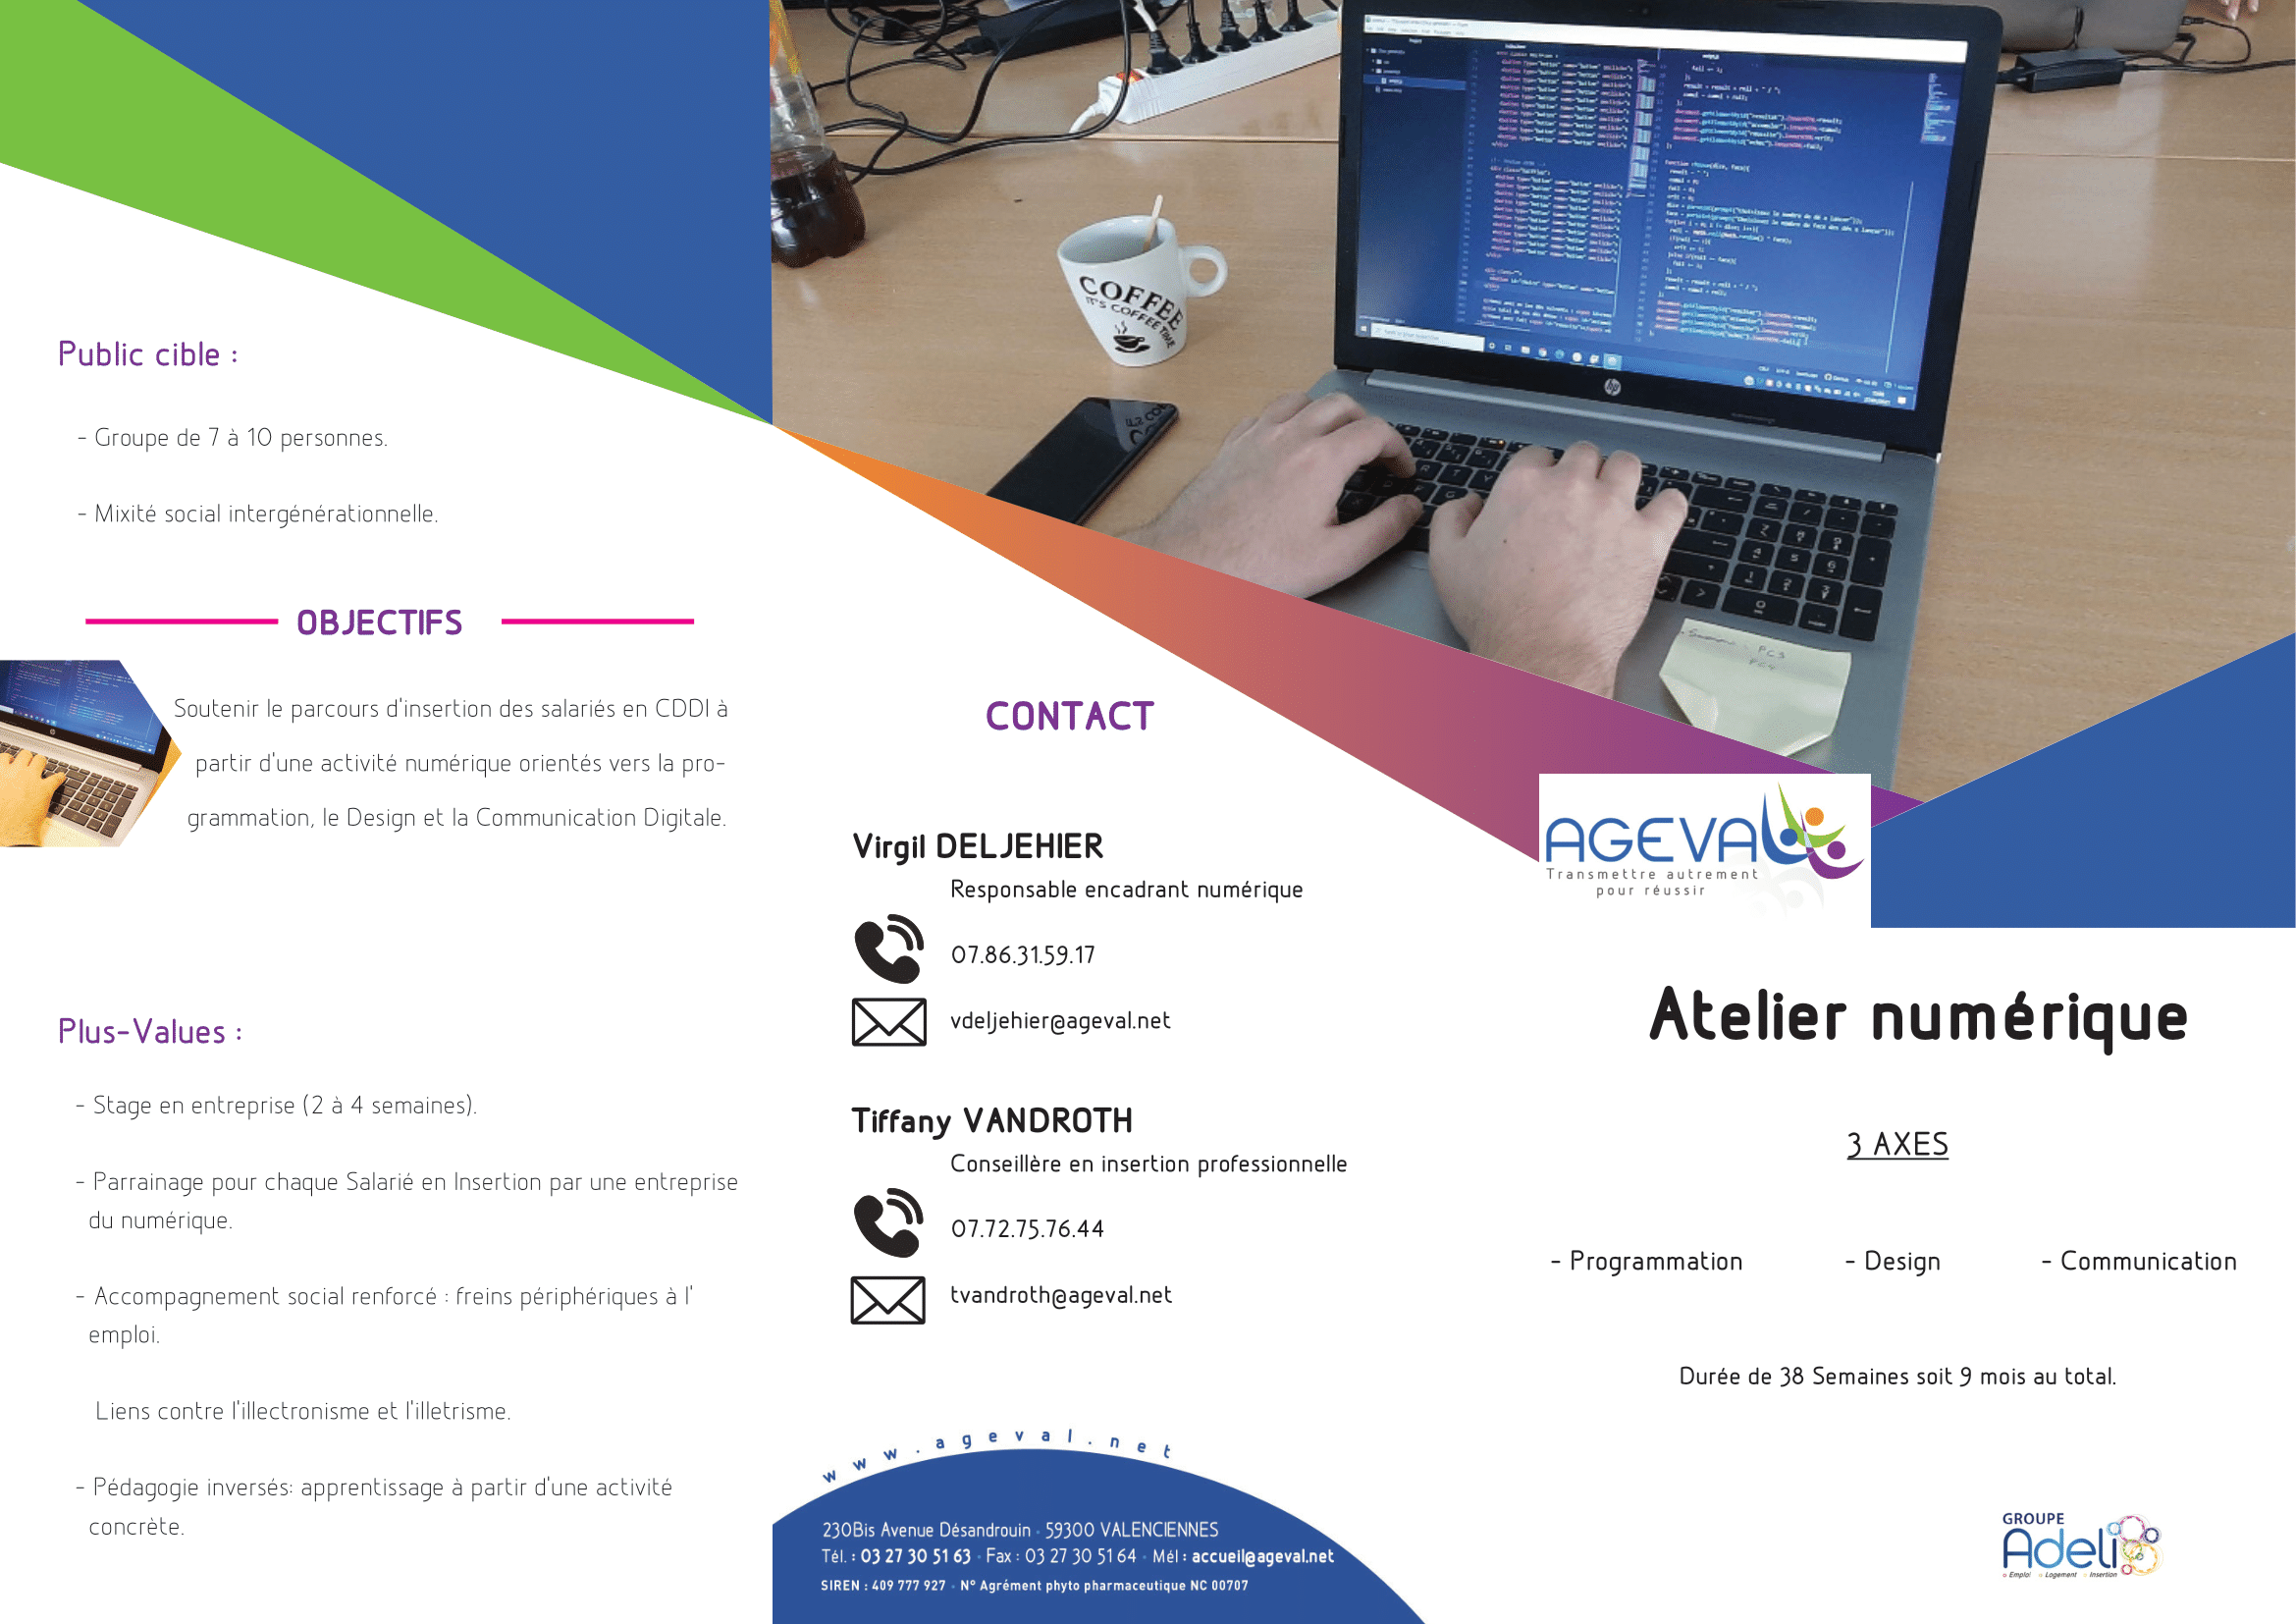 Public cible :
- Groupe de 7 à 10 personnes.
- Mixité social intergénérationnelle.
OBJECTIFS
Soutenir le parcours d'insertion des salariés en CDDI à
partir d'une activité numérique orientés vers la pro-
grammation, le Design et la Communication Digitale.
Plus-Values :
- Stage en entreprise (2 à 4 semaines).
- Parrainage pour chaque Salarié en Insertion par une entreprise
du numérique.
- Accompagnement social renforcé : freins périphériques à l'
emploi.
Liens contre l'illectronisme et l'illetrisme.
- Pédagogie inversés: apprentissage à partir d'une activité
concrète.
COFFEE
IT'S COFFEE TIME
hp
CONTACT
Virgil DELJEHIER
Responsable encadrant numérique
07.86.31.59.17
vdeljehier@ageval.net
Tiffany VANDROTH
Conseillère en insertion professionnelle
07.72.75.76.44
tvandroth@ageval.net
www.ageval.net
230Bis Avenue Désandrouin • 59300 VALENCIENNES
Tél. : 03 27 30 51 63 • Fax : 03 27 30 51 64 • Mél : accueil@ageval.net
SIREN : 409 777 927 • N° Agrément phyto pharmaceutique NC 00707
AGEVAL
Transmettre autrement
pour réussir
Atelier numérique
3 AXES
- Programmation - Design - Communication
Durée de 38 Semaines soit 9 mois au total.
GROUPE
Adeli
Emploi Logement Insertion